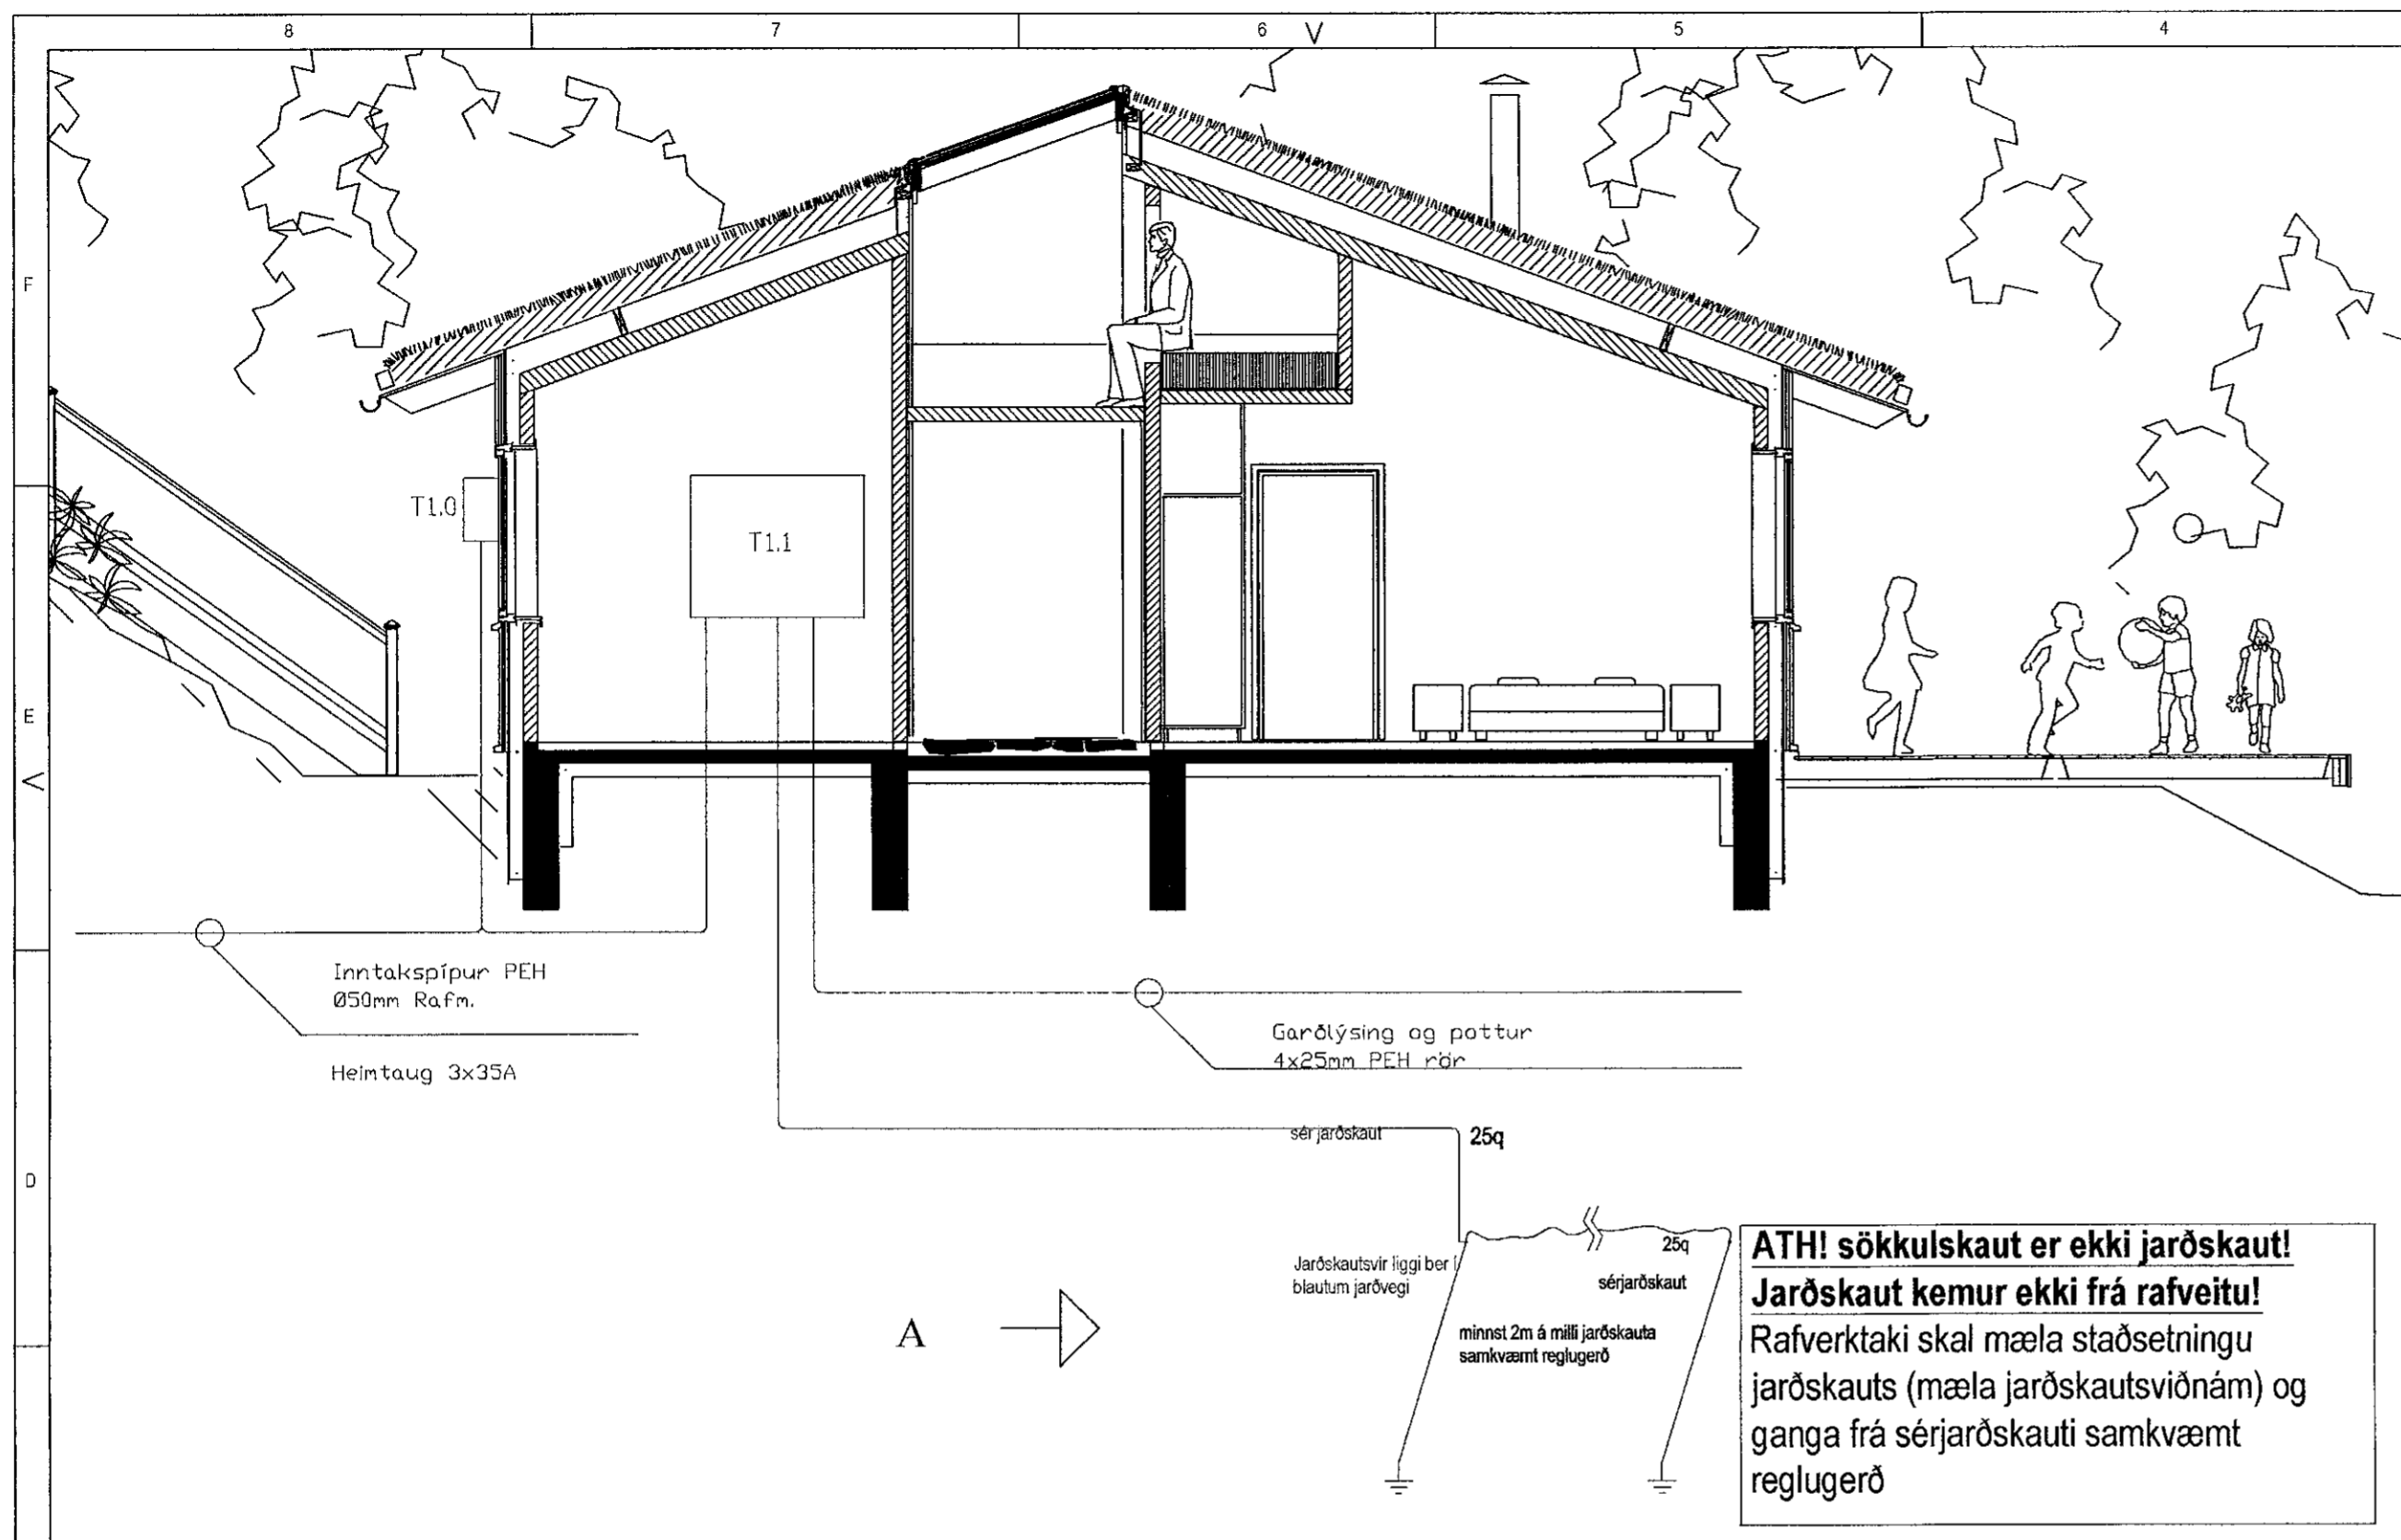 8 7 6 V 5 4
F
T1.0
T1.1
E
V
Inntakspípur PEH
Ø50mm Rafm.
Heimtaug 3x35A
Garðlýsing og pottur
4x25mm PEH rör
sér jarðskaut 25q
D
25q
Jarðskautsvír liggi ber í
blautum jarðvegi
sérjarðskaut
minnst 2m á milli jarðskauta
samkvæmt reglugerð
A
ATH! sökkulskaut er ekki jarðskaut!
Jarðskaut kemur ekki frá rafveitu!
Rafverktaki skal mæla staðsetningu
jarðskauts (mæla jarðskautsviðnám) og
ganga frá sérjarðskauti samkvæmt
reglugerð